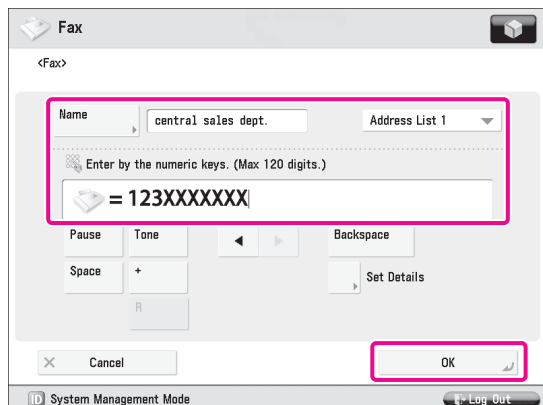 Fax
<Fax>
Name central sales dept. Address List 1
Enter by the numeric keys. (Max 120 digits.)
= 123XXXXXXX
Pause Tone Backspace
Space + Set Details
R
× Cancel OK
ID System Management Mode Log Out